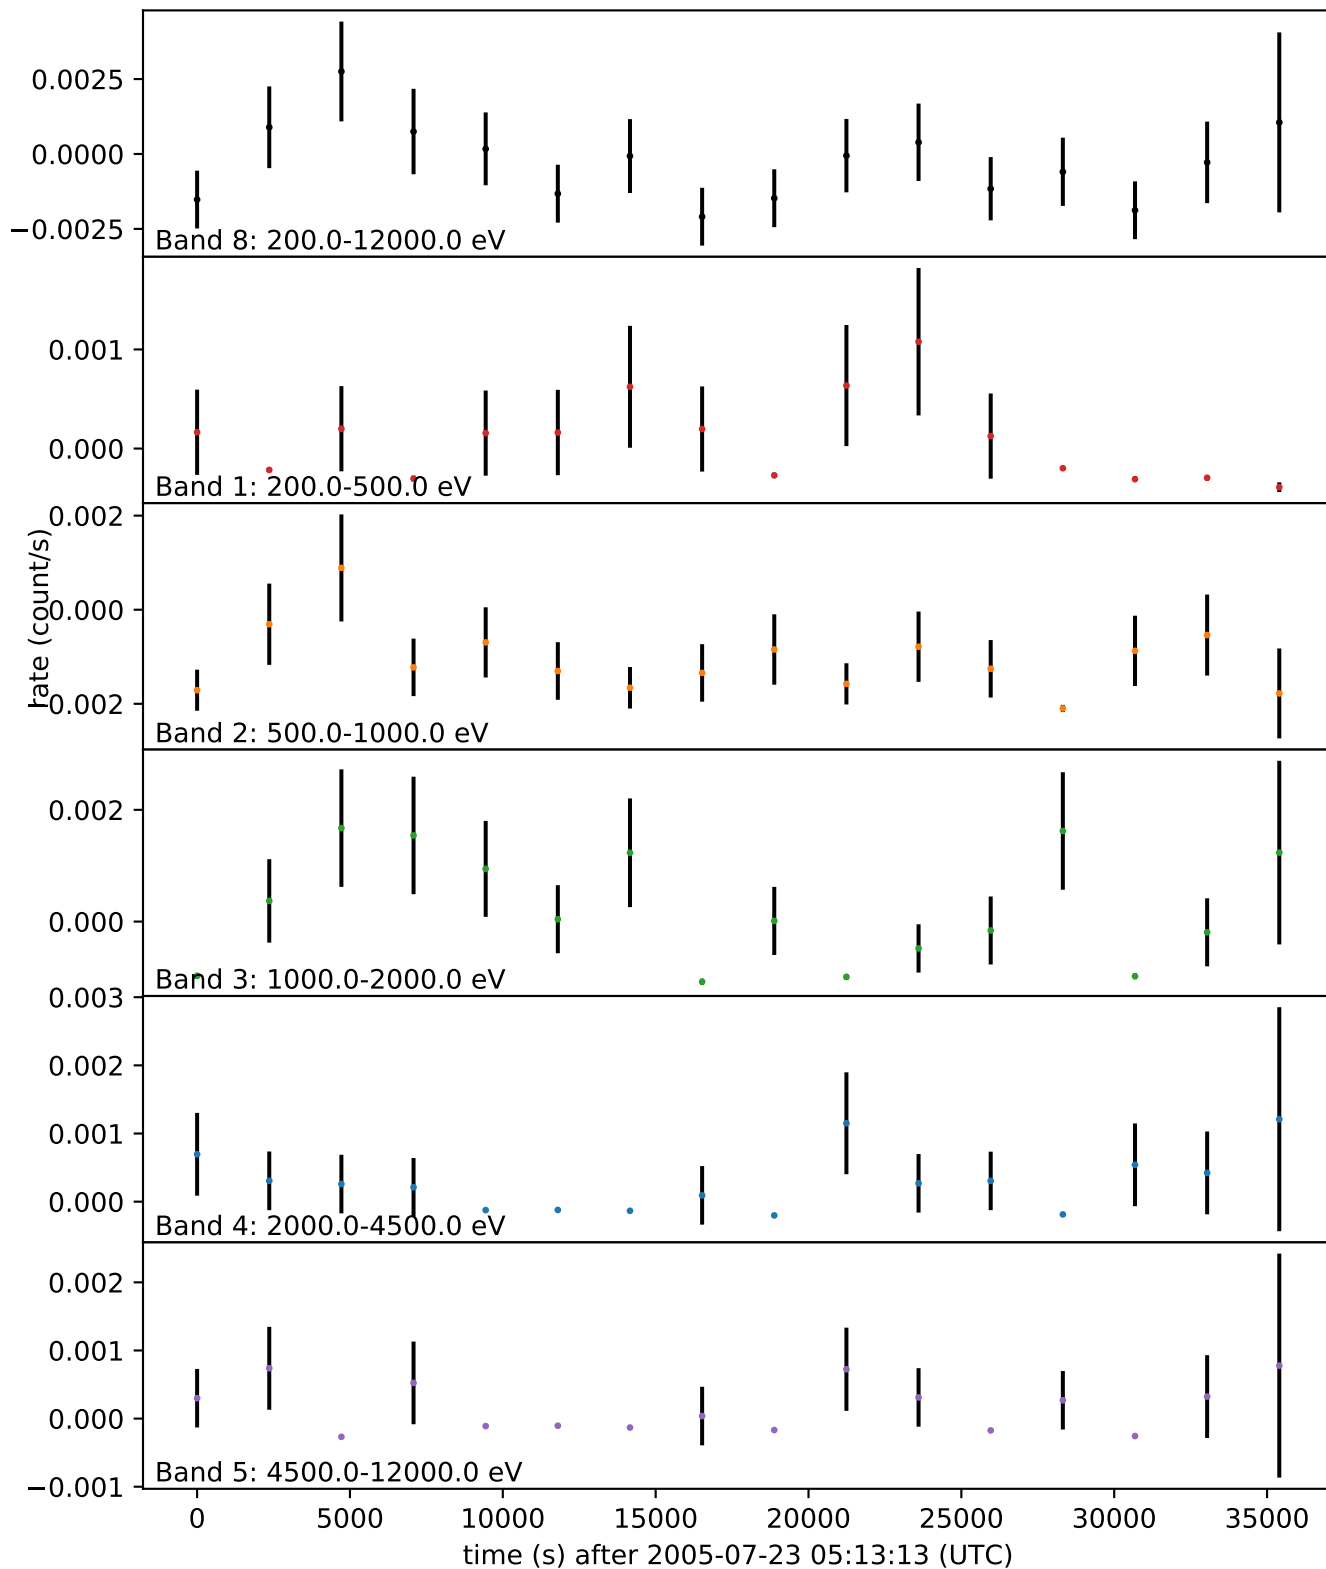 0.0025
0.0000
−0.0025
Band 8: 200.0-12000.0 eV
0.001
0.000
Band 1: 200.0-500.0 eV
0.002
0.000
−0.002
Band 2: 500.0-1000.0 eV
rate (count/s)
0.002
0.000
Band 3: 1000.0-2000.0 eV
0.003
0.002
0.001
0.000
Band 4: 2000.0-4500.0 eV
0.002
0.001
0.000
−0.001
Band 5: 4500.0-12000.0 eV
0 5000 10000 15000 20000 25000 30000 35000
time (s) after 2005-07-23 05:13:13 (UTC)